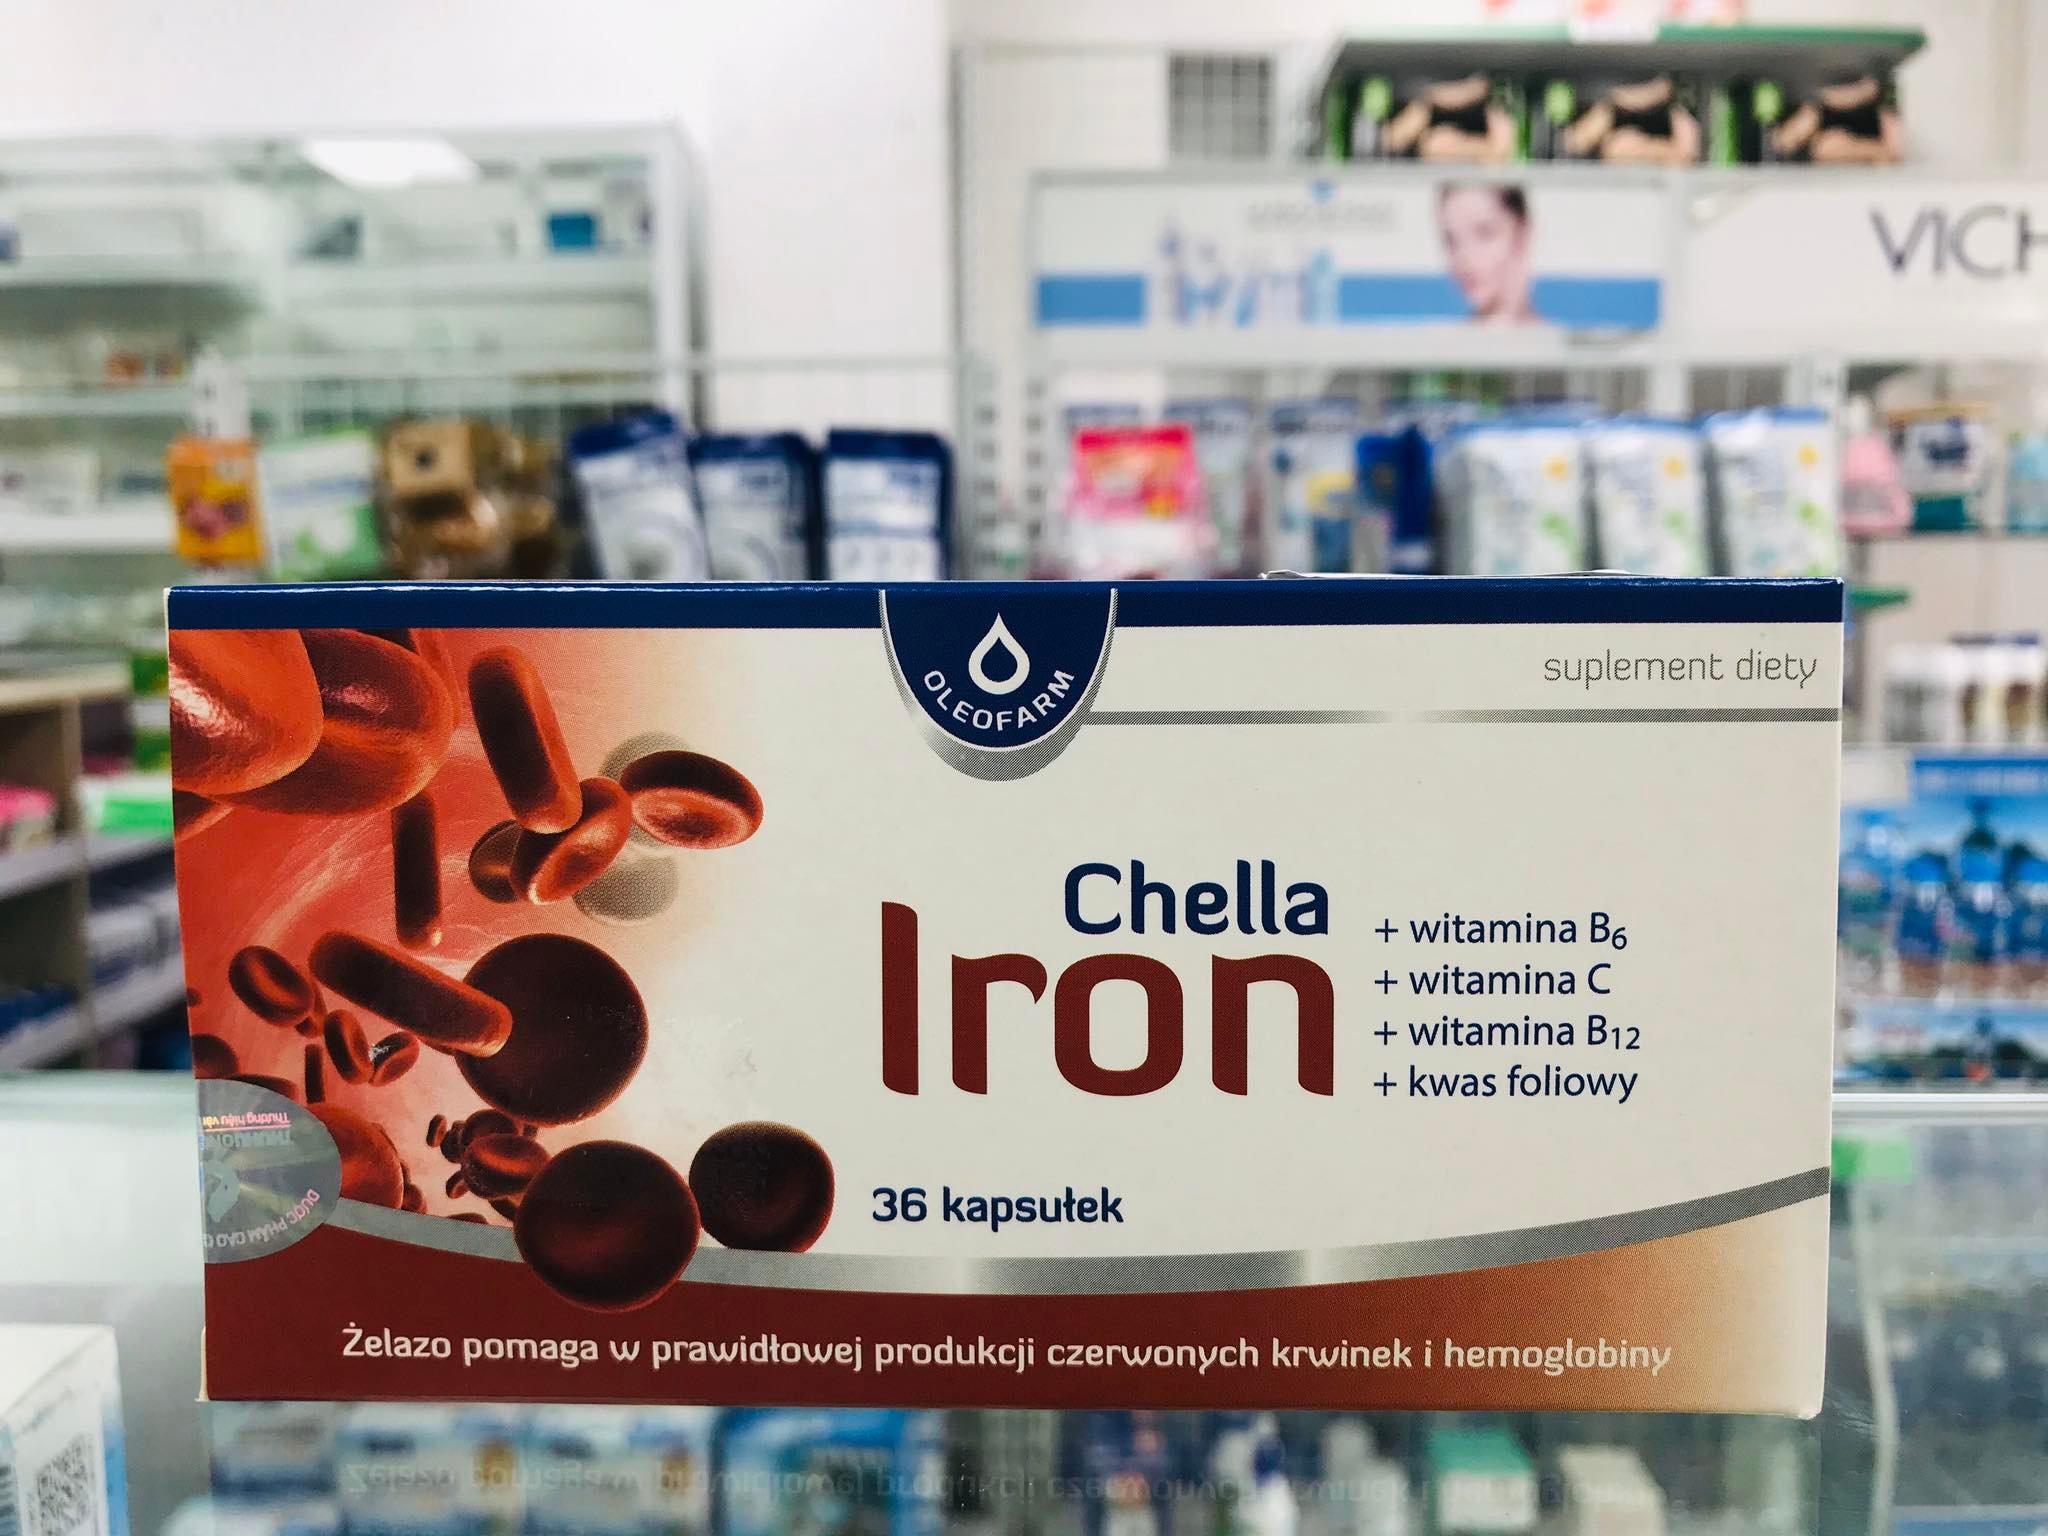 VICH
OLEOFARM
suplement diety
Chella
Iron
+ witamina B6
+ witamina C
+ witamina B12
+ kwas foliowy
36 kapsułek
Żelazo pomaga w prawidłowej produkcji czerwonych krwinek i hemoglobiny